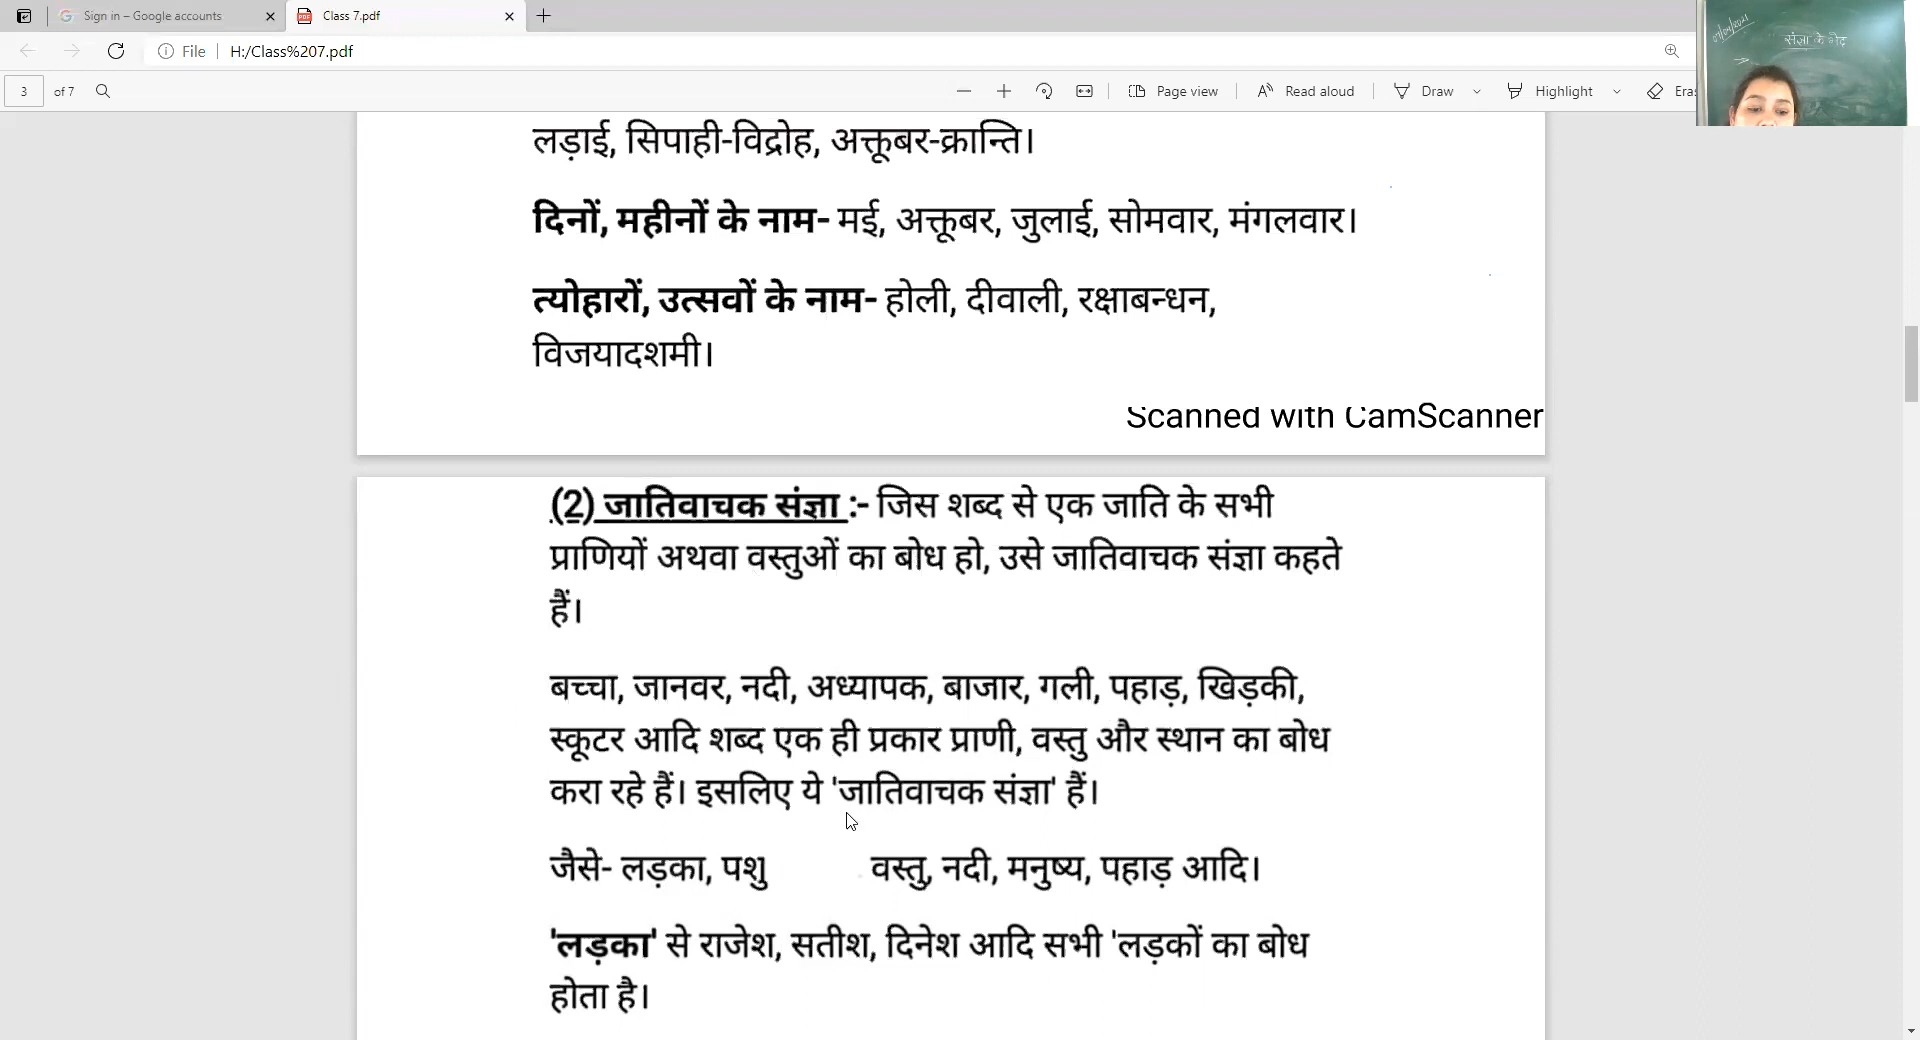 Sign in – Google accounts
Class 7.pdf
File
H:/Class%207.pdf
3 of 7
Page view
Read aloud
Draw
Highlight
Eras
संज्ञा के भेद
लड़ाई, सिपाही-विद्रोह, अक्तूबर-क्रान्ति।
दिनों, महीनों के नाम- मई, अक्तूबर, जुलाई, सोमवार, मंगलवार।
त्योहारों, उत्सवों के नाम- होली, दीवाली, रक्षाबन्धन,
विजयादशमी।
Scanned with CamScanner
(2) जातिवाचक संज्ञा :- जिस शब्द से एक जाति के सभी
प्राणियों अथवा वस्तुओं का बोध हो, उसे जातिवाचक संज्ञा कहते
हैं।
बच्चा, जानवर, नदी, अध्यापक, बाजार, गली, पहाड़, खिड़की,
स्कूटर आदि शब्द एक ही प्रकार प्राणी, वस्तु और स्थान का बोध
करा रहे हैं। इसलिए ये 'जातिवाचक संज्ञा' हैं।
जैसे- लड़का, पशु वस्तु, नदी, मनुष्य, पहाड़ आदि।
'लड़का' से राजेश, सतीश, दिनेश आदि सभी 'लड़कों का बोध
होता है।